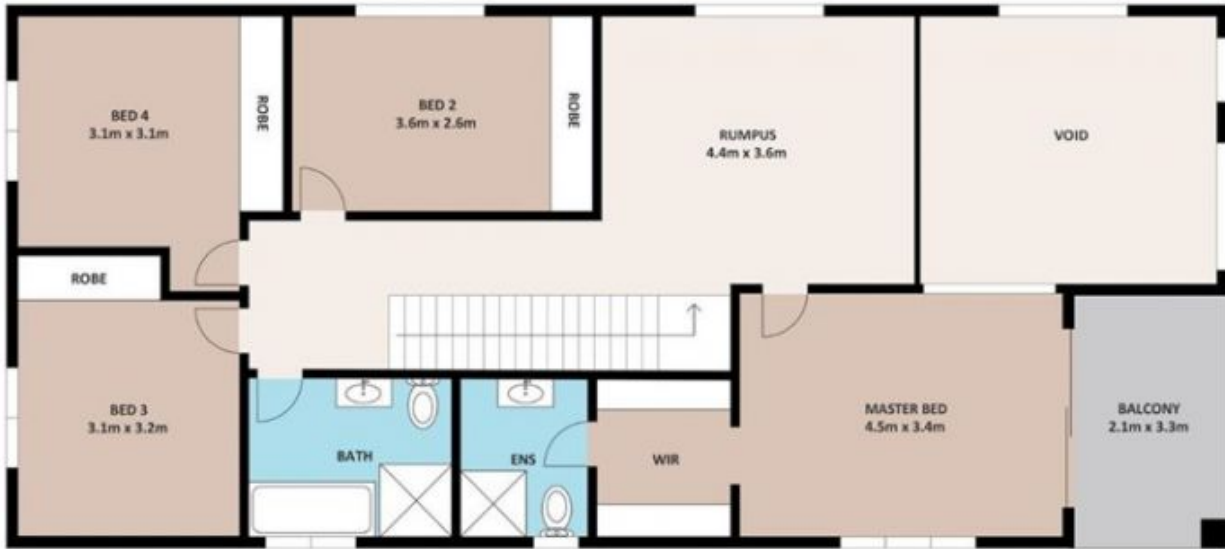 BED 4
3.1m x 3.1m
ROBE
BED 2
3.6m x 2.6m
ROBE
RUMPUS
4.4m x 3.6m
VOID
ROBE
BED 3
3.1m x 3.2m
BATH
ENS
WIR
MASTER BED
4.5m x 3.4m
BALCONY
2.1m x 3.3m